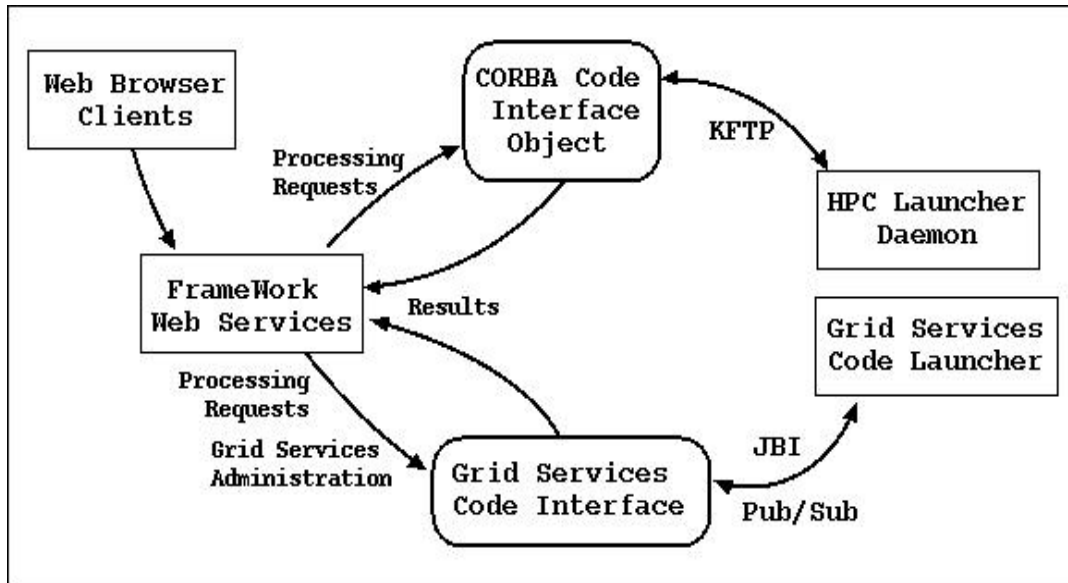 Web Browser
Clients
CORBA Code
Interface
Object
KFTP
Processing
Requests
HPC Launcher
Daemon
FrameWork
Web Services
Results
Grid Services
Code Launcher
Processing
Requests
Grid Services
Administration
Grid Services
Code Interface
JBI
Pub/Sub